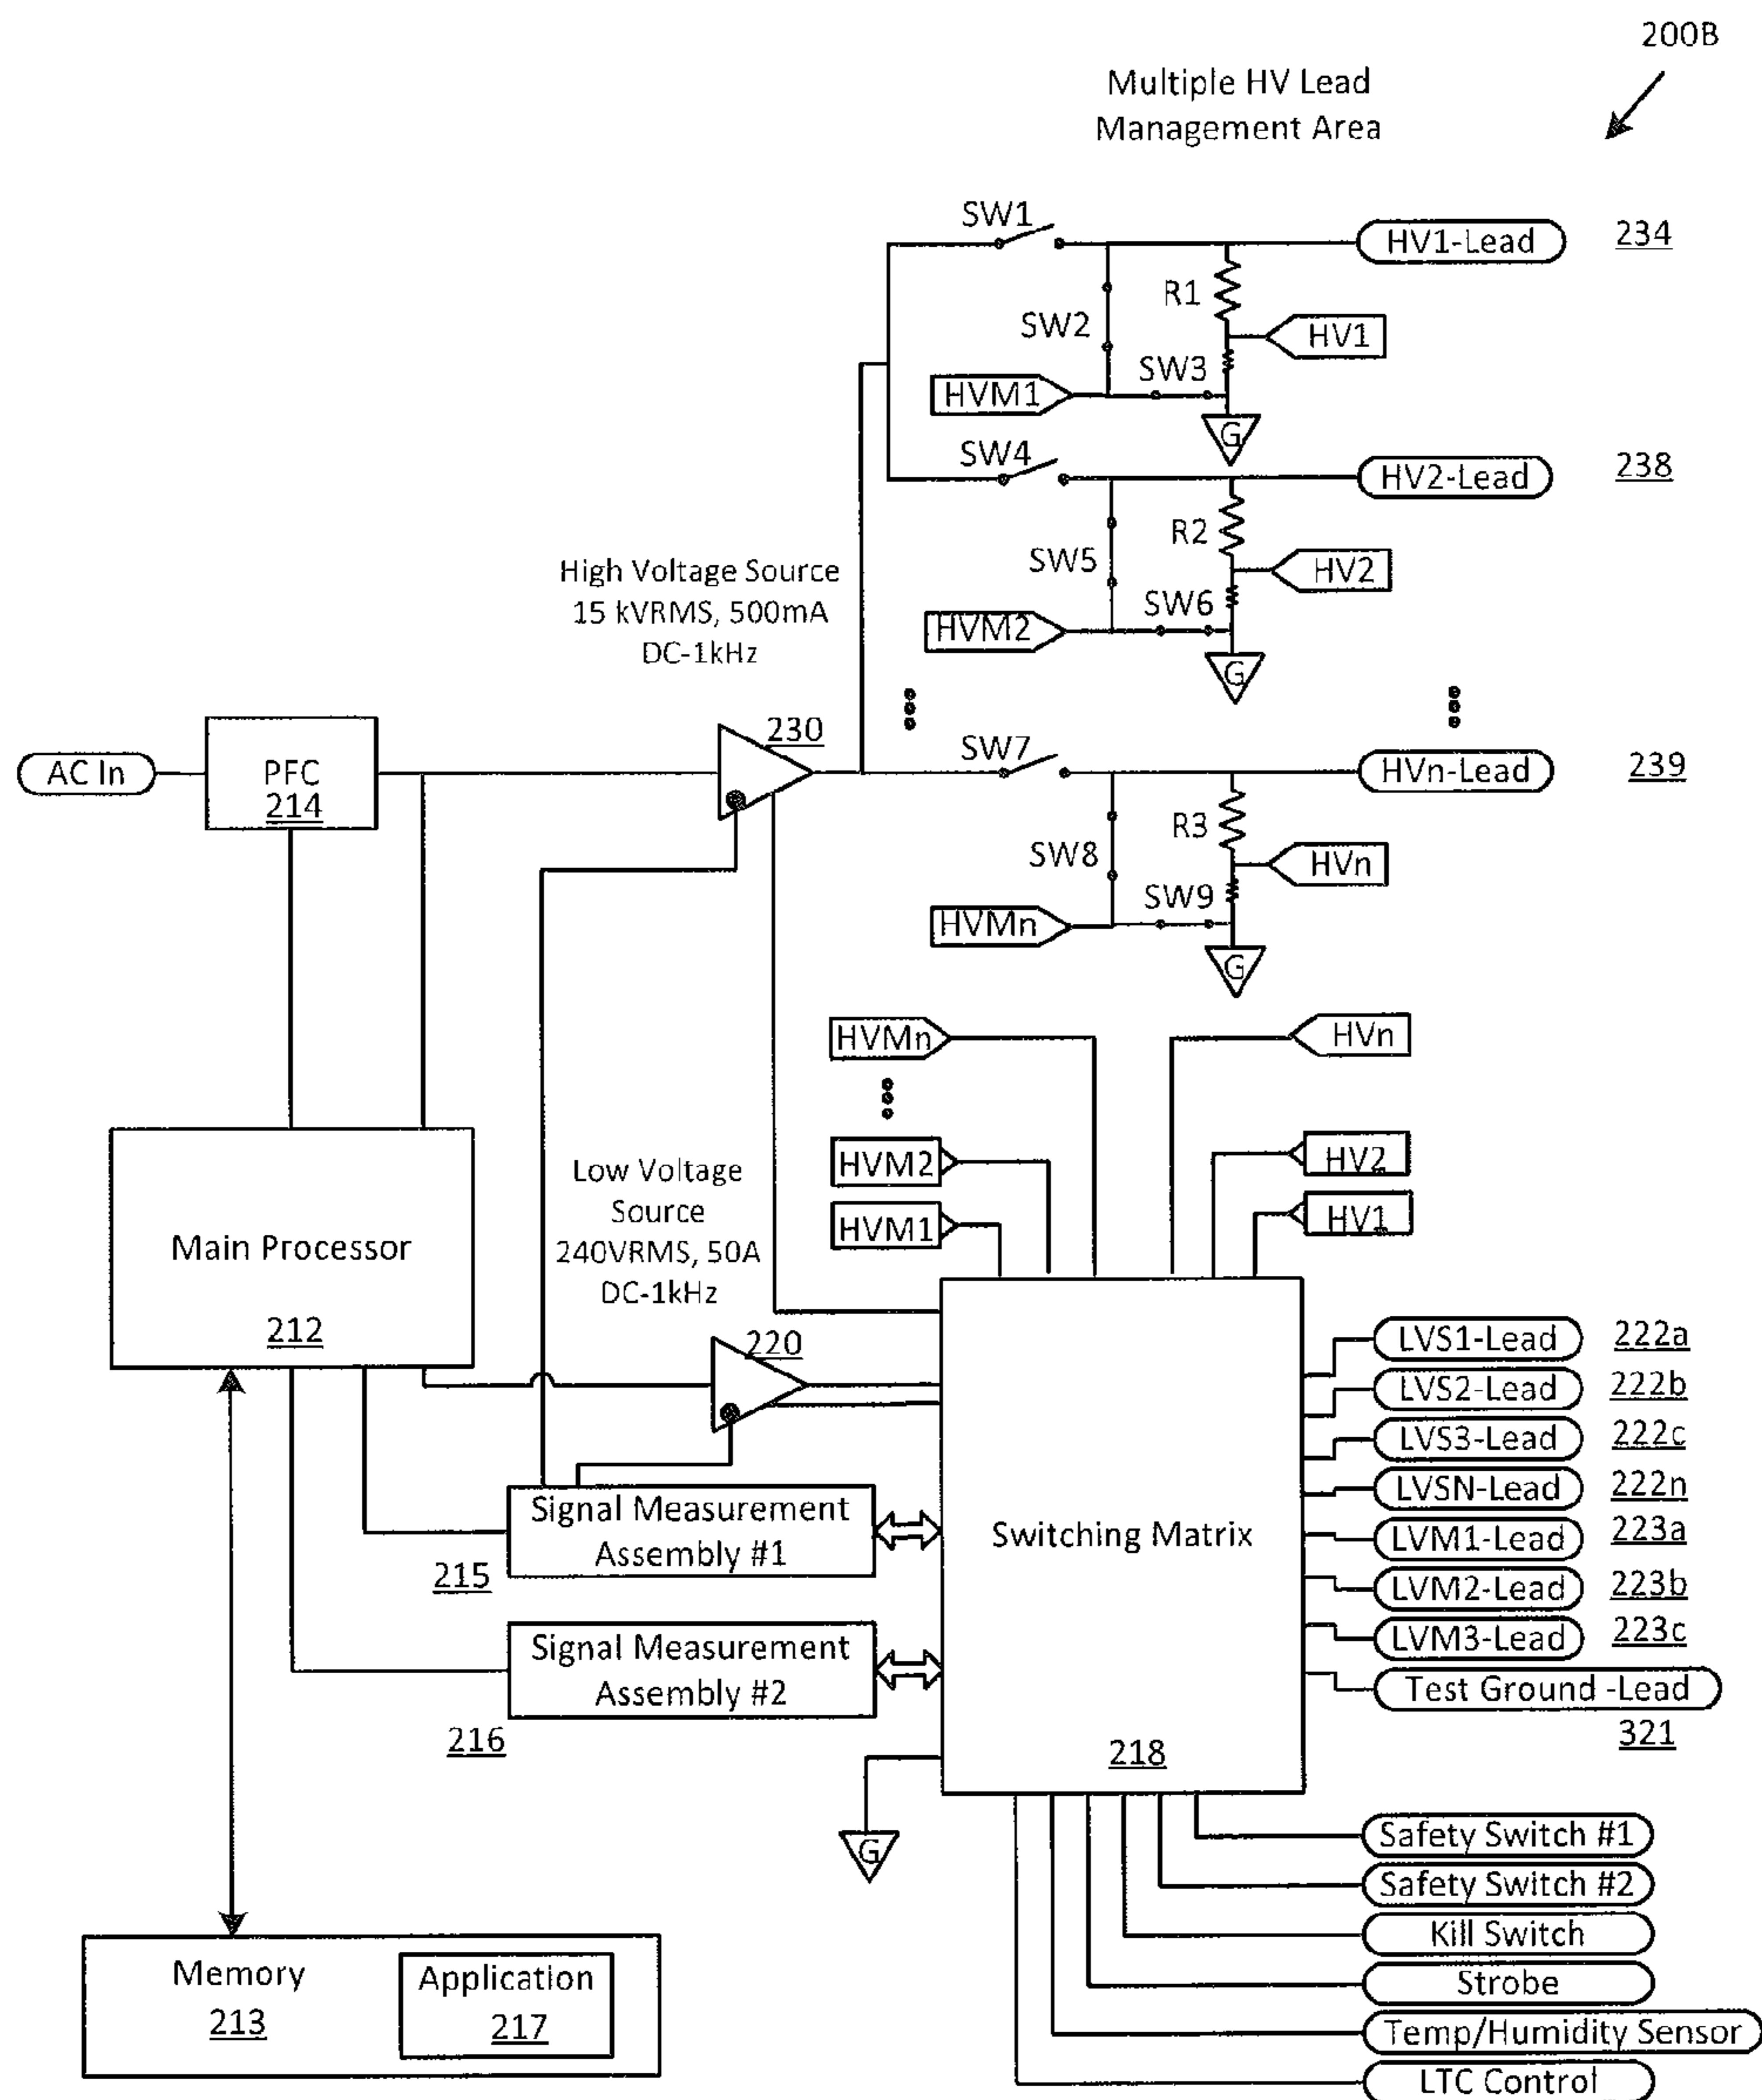 200B
Multiple HV Lead
Management Area
SW1
HV1-Lead
234
R1
SW2
HV1
SW3
HVM1
G
SW4
HV2-Lead
238
R2
High Voltage Source
15 kVRMS, 500mA
DC-1kHz
SW5
HV2
SW6
HVM2
G
230
AC In
PFC
214
SW7
HVn-Lead
239
R3
SW8
HVn
SW9
HVMn
G
HVMn
HVn
HVM2
HV2
HVM1
HV1
Low Voltage
Source
240VRMS, 50A
DC-1kHz
Main Processor
212
220
LVS1-Lead
222a
LVS2-Lead
222b
LVS3-Lead
222c
LVSN-Lead
222n
LVM1-Lead
223a
LVM2-Lead
223b
LVM3-Lead
223c
Test Ground -Lead
321
Signal Measurement
Assembly #1
215
Switching Matrix
218
Signal Measurement
Assembly #2
216
G
Safety Switch #1
Safety Switch #2
Kill Switch
Strobe
Temp/Humidity Sensor
LTC Control
Memory
213
Application
217